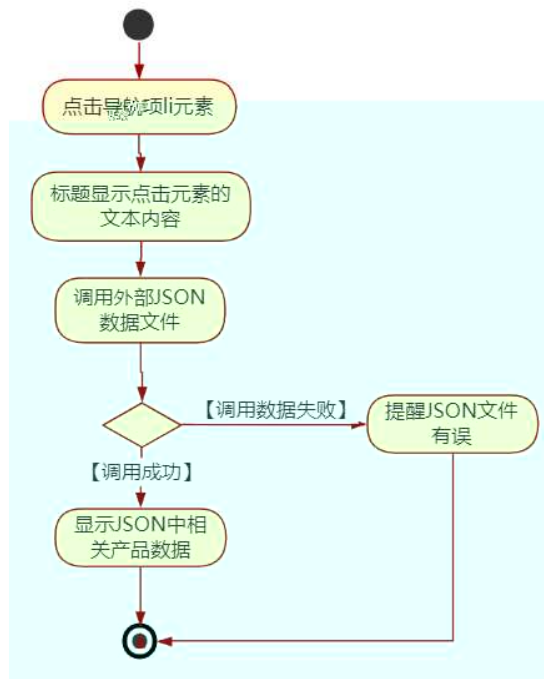 点击导航项li元素
标题显示点击元素的
文本内容
调用外部JSON
数据文件
【调用数据失败】
提醒JSON文件
有误
【调用成功】
显示JSON中相
关产品数据